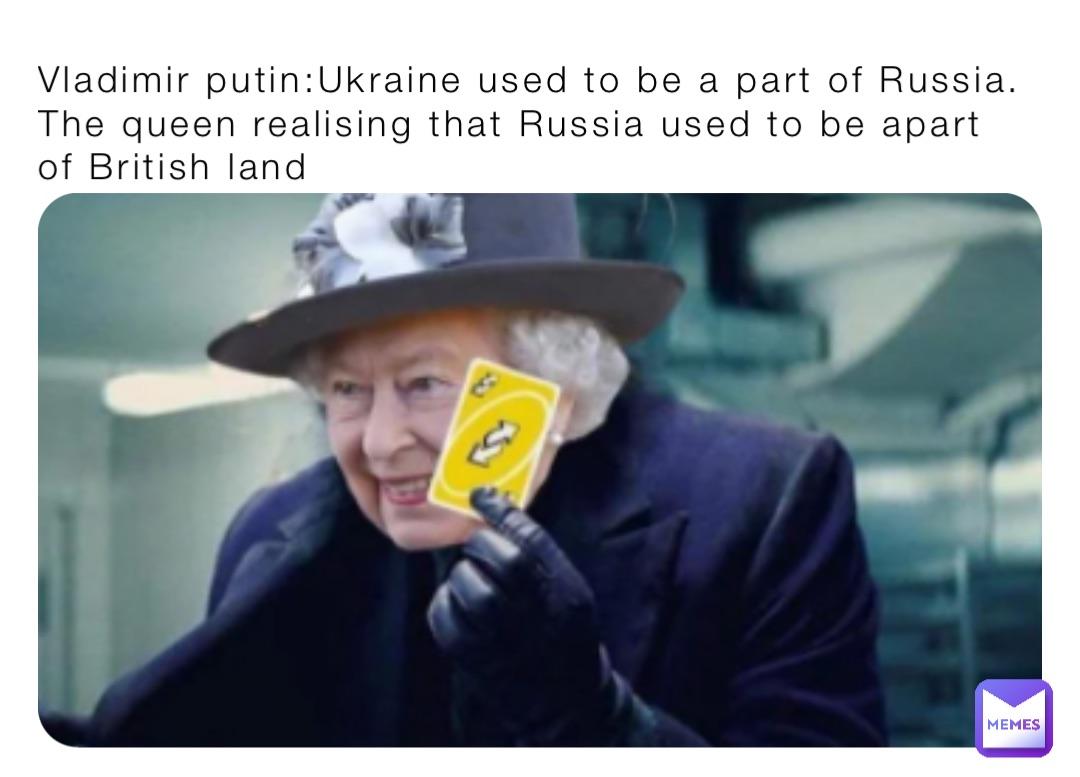 Vladimir putin:Ukraine used to be a part of Russia.
The queen realising that Russia used to be apart
of British land
MEMES